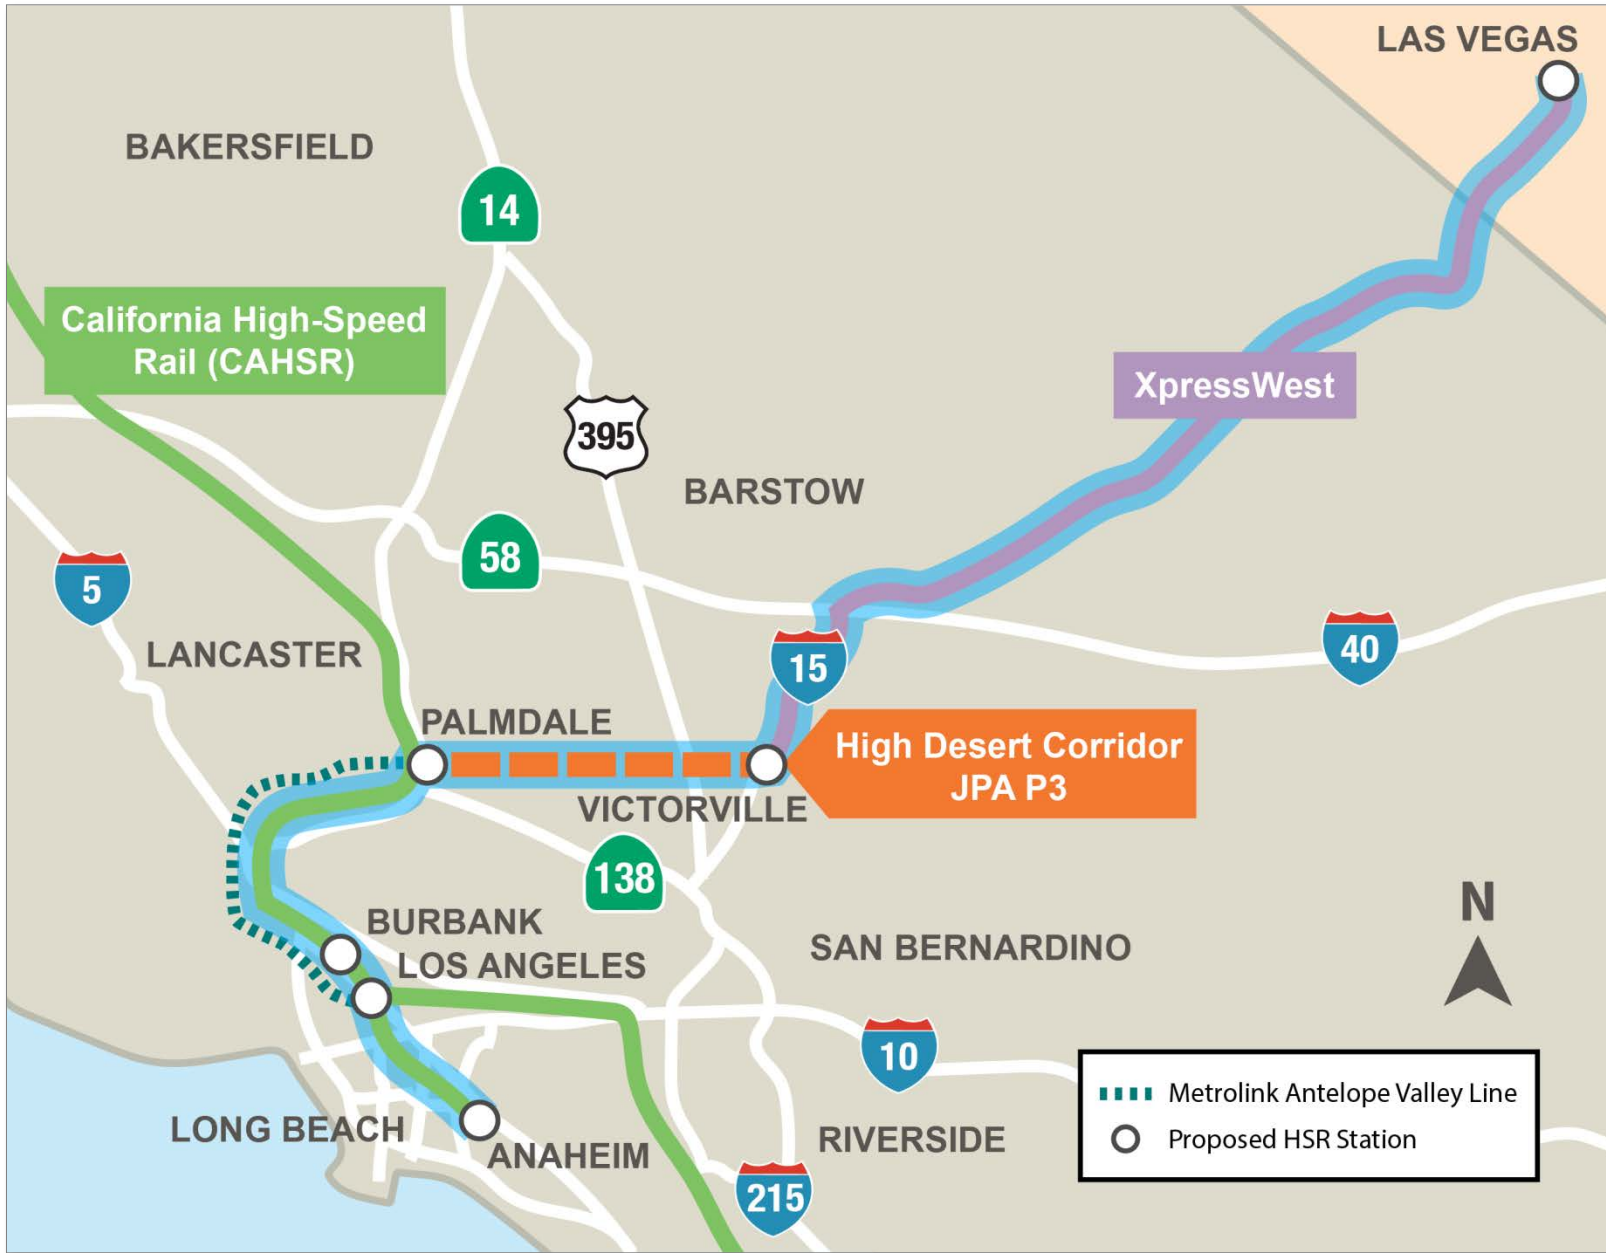 LAS VEGAS
BAKERSFIELD
14
California High-Speed
Rail (CAHSR)
XpressWest
395
BARSTOW
58
5
LANCASTER
15
40
PALMDALE
High Desert Corridor
JPA P3
VICTORVILLE
138
BURBANK
LOS ANGELES
SAN BERNARDINO
N
10
Metrolink Antelope Valley Line
Proposed HSR Station
LONG BEACH
ANAHEIM
RIVERSIDE
215